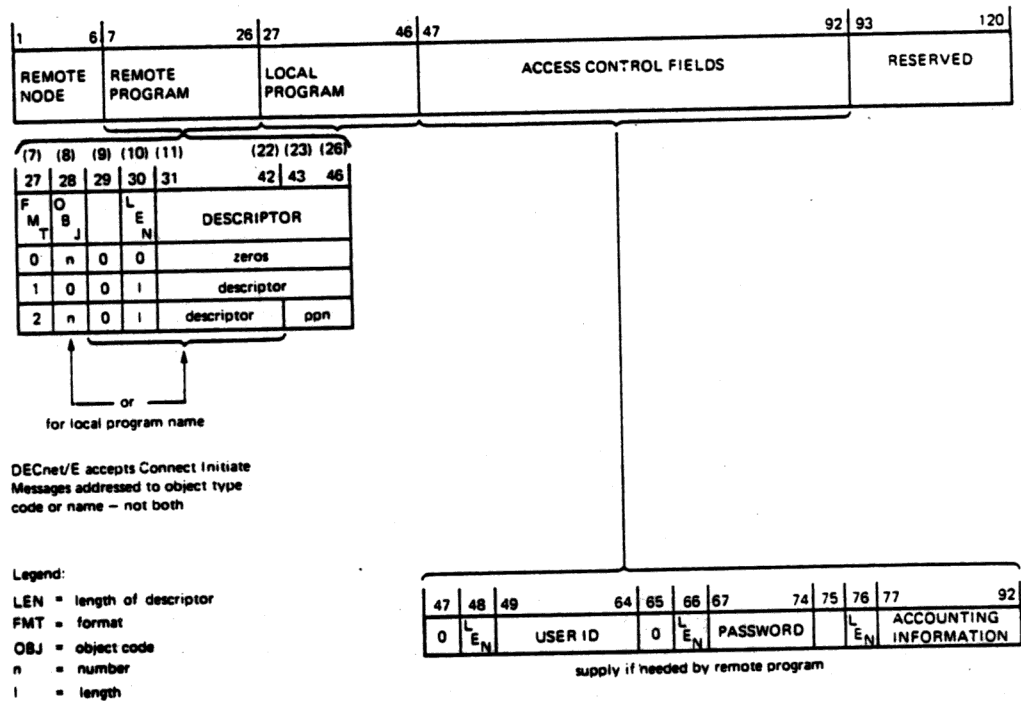 1 6 7 26 27 46 47 92 93 120
REMOTE NODE REMOTE PROGRAM LOCAL PROGRAM ACCESS CONTROL FIELDS RESERVED
(7) (8) (9) (10) (11) (22) (23) (26)
27 28 29 30 31 42 43 46
FMT OBJ LEN DESCRIPTOR
0 n 0 0 zeros
1 0 0 l descriptor
2 n 0 l descriptor ppn
or
for local program name
DECnet/E accepts Connect Initiate
Messages addressed to object type
code or name — not both
Legend:
LEN = length of descriptor
FMT = format
OBJ = object code
n = number
l = length
47 48 49 64 65 66 67 74 75 76 77 92
0 LEN USER ID 0 LEN PASSWORD LEN ACCOUNTING INFORMATION
supply if needed by remote program